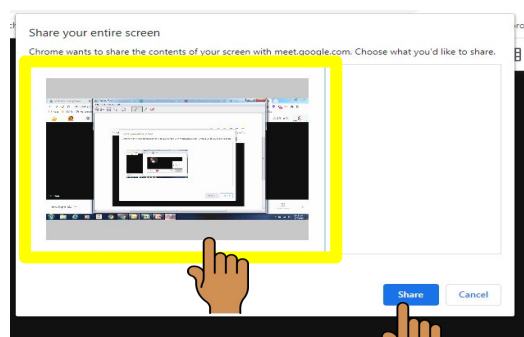 Share your entire screen
Chrome wants to share the contents of your screen with meet.google.com. Choose what you'd like to share.
Share
Cancel